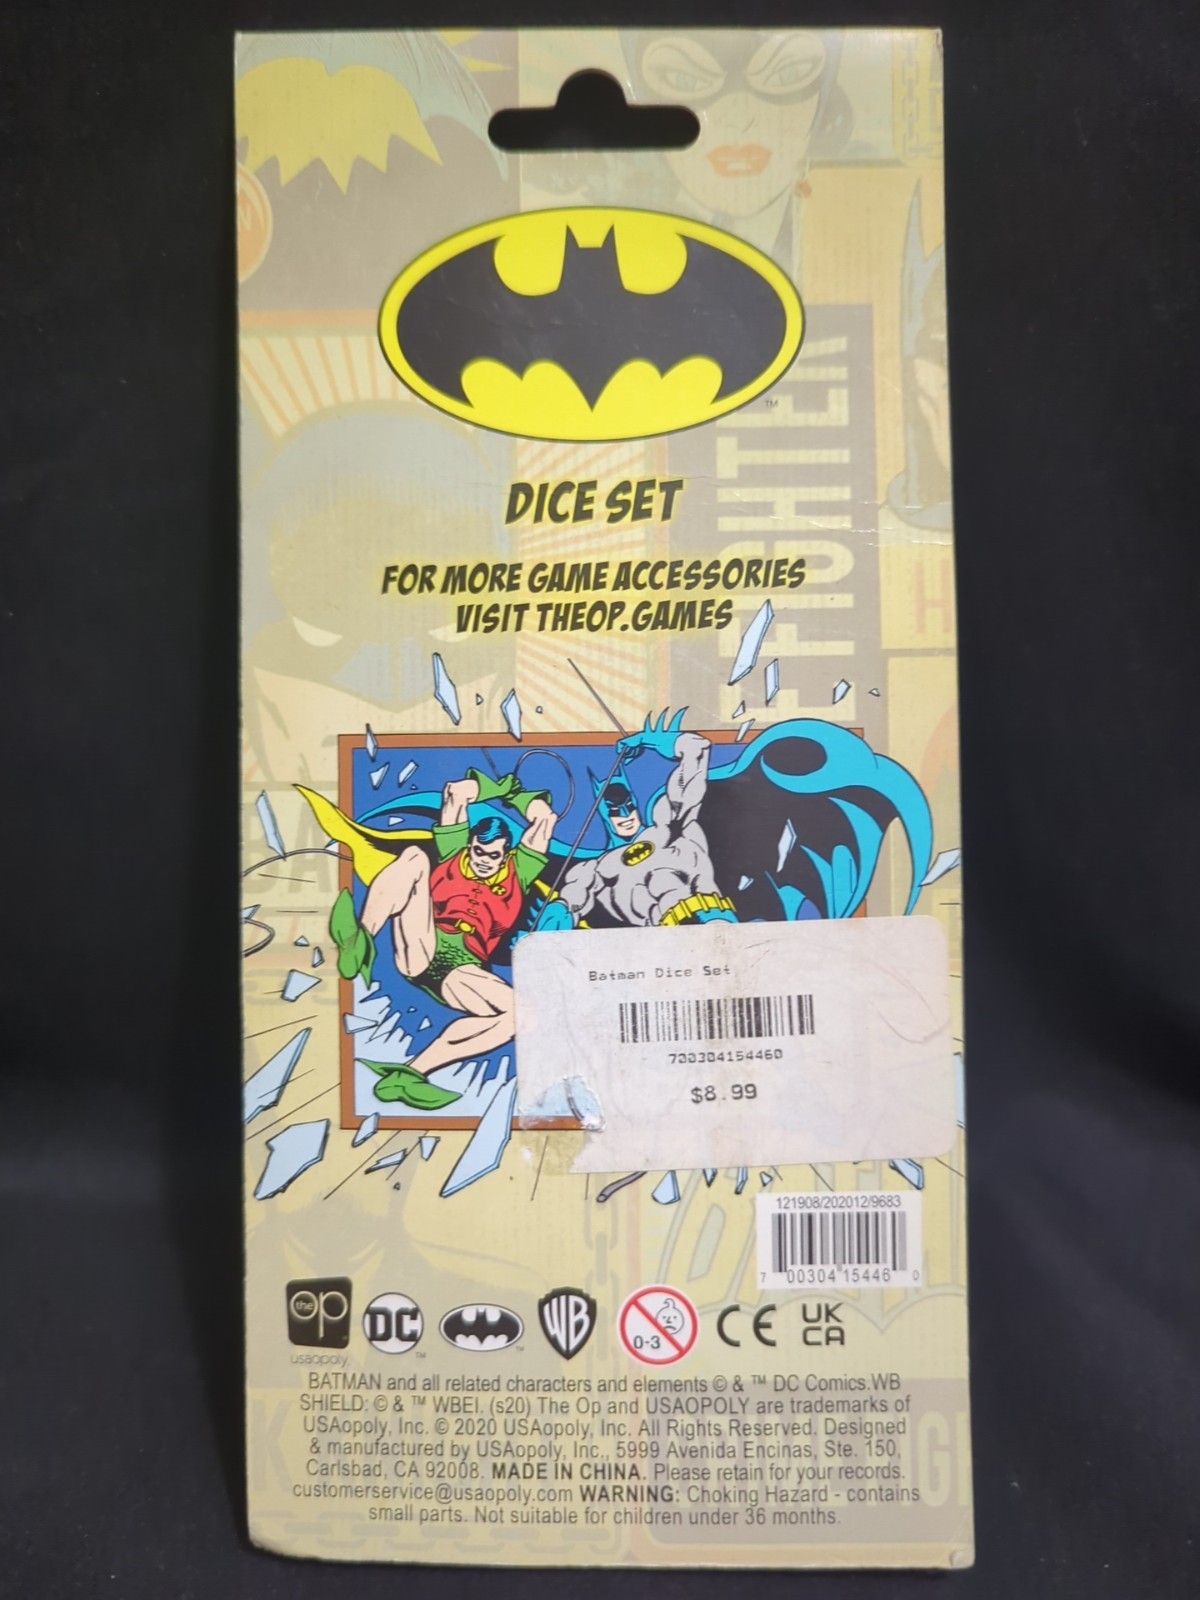 ™
DICE SET
FOR MORE GAME ACCESSORIES
VISIT THEOP.GAMES
FIGHTER
Batman Dice Set
700304154460
$8.99
121908/202012/9683
7 00304 15446 0
the op
usaopoly
DC
™
™
WB
0-3
CE
UK
CA
BATMAN and all related characters and elements © & ™ DC Comics.WB
SHIELD: © & ™ WBEI. (s20) The Op and USAOPOLY are trademarks of
USAopoly, Inc. © 2020 USAopoly, Inc. All Rights Reserved. Designed
& manufactured by USAopoly, Inc., 5999 Avenida Encinas, Ste. 150,
Carlsbad, CA 92008. MADE IN CHINA. Please retain for your records.
customerservice@usaopoly.com WARNING: Choking Hazard - contains
small parts. Not suitable for children under 36 months.